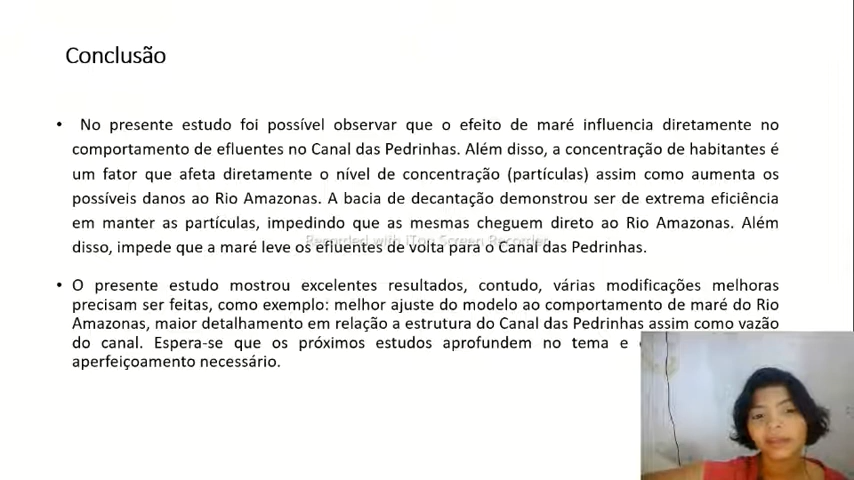 Conclusão
• No presente estudo foi possível observar que o efeito de maré influencia diretamente no
comportamento de efluentes no Canal das Pedrinhas. Além disso, a concentração de habitantes é
um fator que afeta diretamente o nível de concentração (partículas) assim como aumenta os
possíveis danos ao Rio Amazonas. A bacia de decantação demonstrou ser de extrema eficiência
em manter as partículas, impedindo que as mesmas cheguem direto ao Rio Amazonas. Além
Recorded with iTop Screen Recorder
disso, impede que a maré leve os efluentes de volta para o Canal das Pedrinhas.
• O presente estudo mostrou excelentes resultados, contudo, várias modificações melhoras
precisam ser feitas, como exemplo: melhor ajuste do modelo ao comportamento de maré do Rio
Amazonas, maior detalhamento em relação a estrutura do Canal das Pedrinhas assim como vazão
do canal. Espera-se que os próximos estudos aprofundem no tema e
aperfeiçoamento necessário.